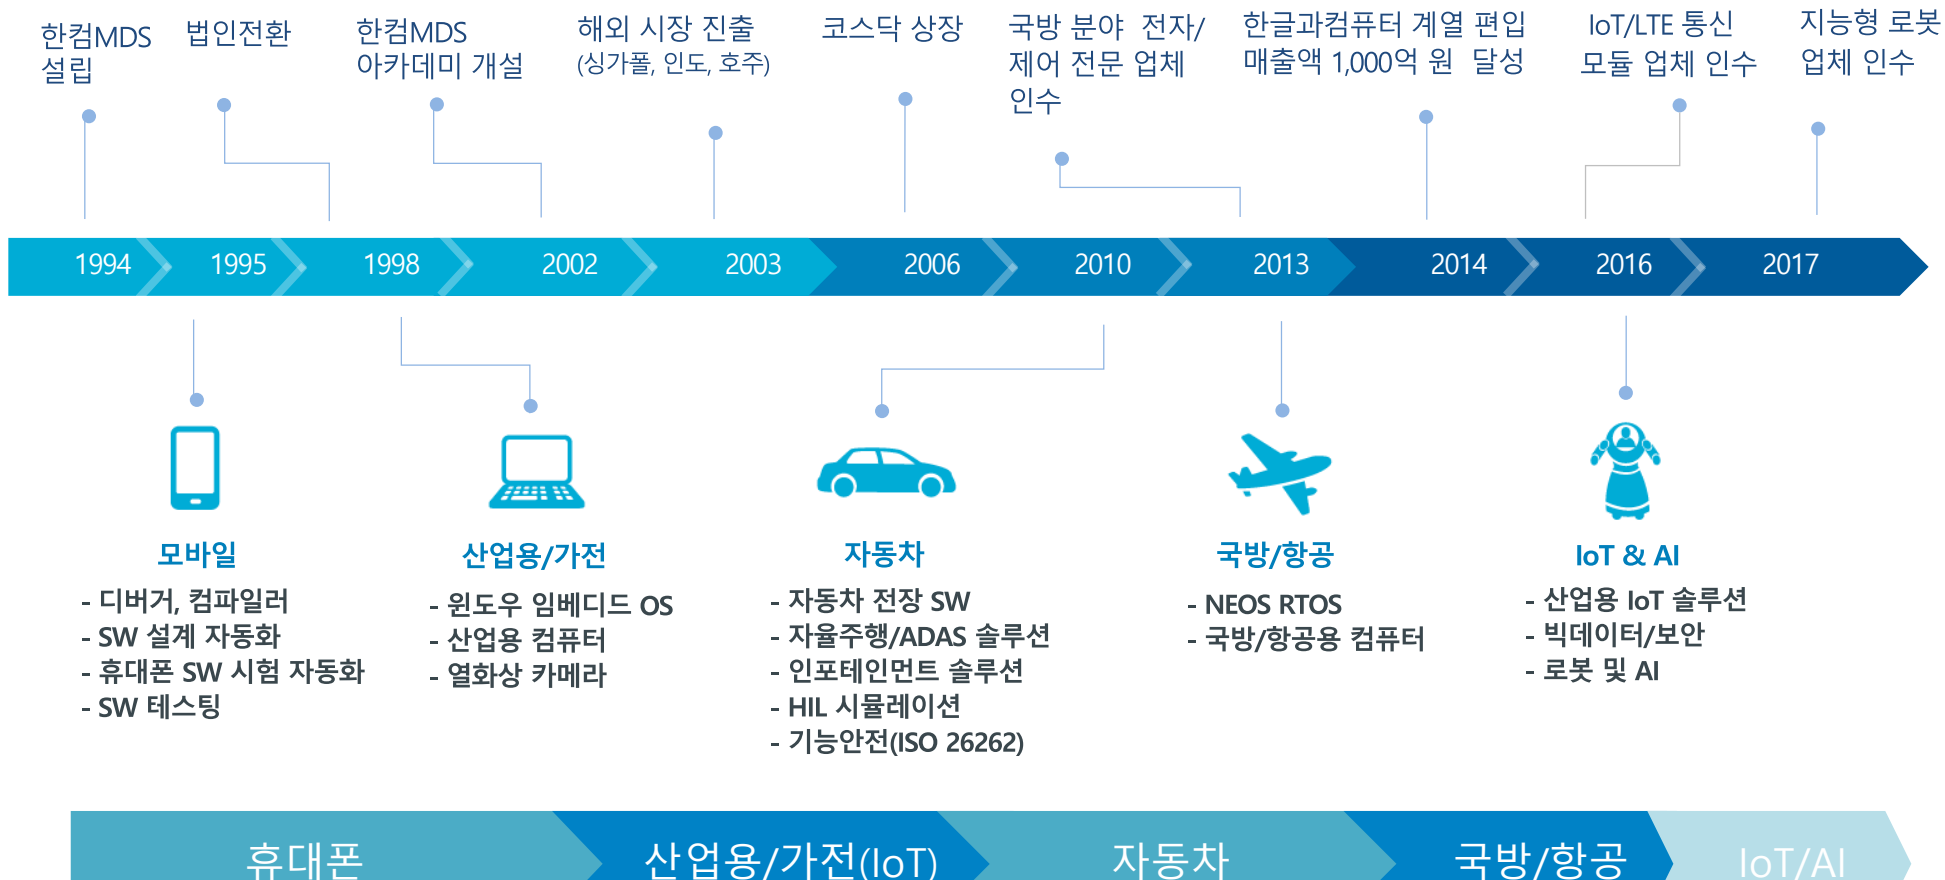 한컴MDS
설립
법인전환
한컴MDS
아카데미 개설
해외 시장 진출
(싱가폴, 인도, 호주)
코스닥 상장
국방 분야 전자/
제어 전문 업체
인수
한글과컴퓨터 계열 편입
매출액 1,000억 원 달성
IoT/LTE 통신
모듈 업체 인수
지능형 로봇
업체 인수
1994
1995
1998
2002
2003
2006
2010
2013
2014
2016
2017
모바일
- 디버거, 컴파일러
- SW 설계 자동화
- 휴대폰 SW 시험 자동화
- SW 테스팅
산업용/가전
- 윈도우 임베디드 OS
- 산업용 컴퓨터
- 열화상 카메라
자동차
- 자동차 전장 SW
- 자율주행/ADAS 솔루션
- 인포테인먼트 솔루션
- HIL 시뮬레이션
- 기능안전(ISO 26262)
국방/항공
- NEOS RTOS
- 국방/항공용 컴퓨터
IoT & AI
- 산업용 IoT 솔루션
- 빅데이터/보안
- 로봇 및 AI
휴대폰
산업용/가전(IoT)
자동차
국방/항공
IoT/AI